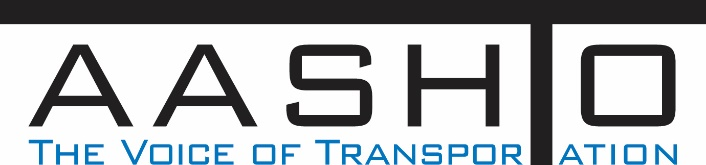 AASHTO
THE VOICE OF TRANSPORTATION